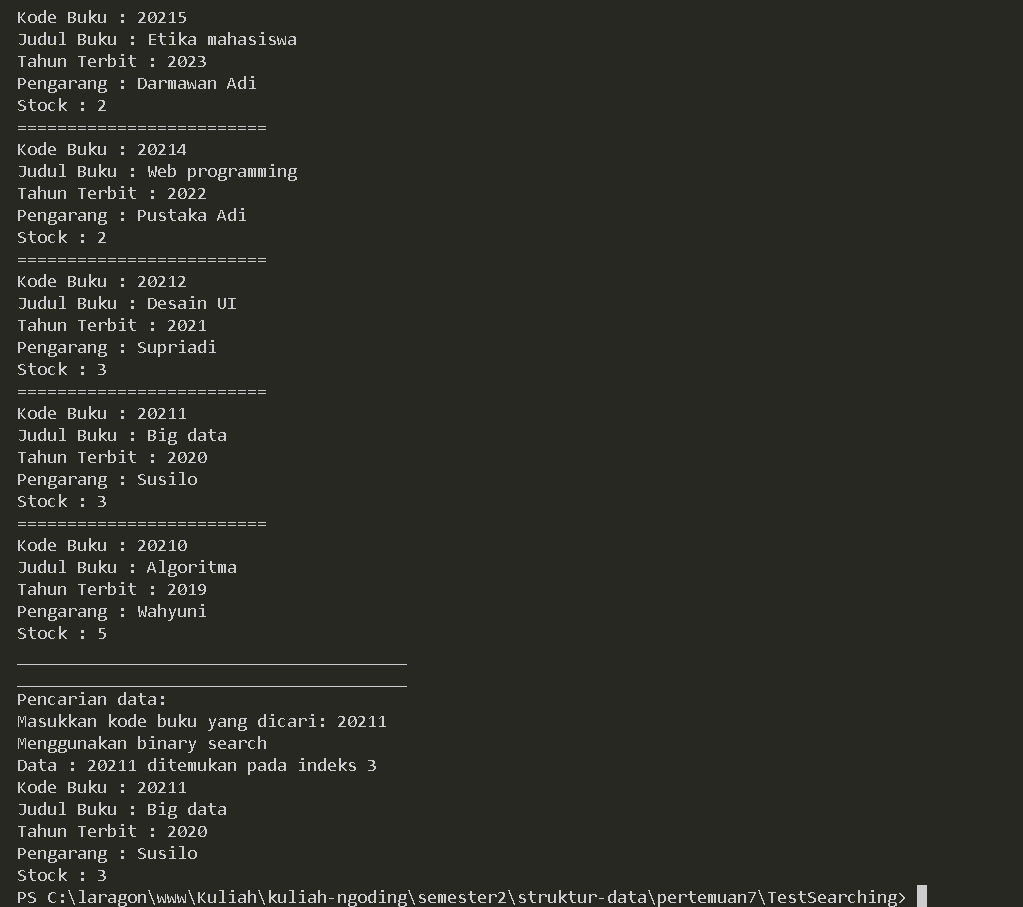 Kode Buku : 20215
Judul Buku : Etika mahasiswa
Tahun Terbit : 2023
Pengarang : Darmawan Adi
Stock : 2
=========================
Kode Buku : 20214
Judul Buku : Web programming
Tahun Terbit : 2022
Pengarang : Pustaka Adi
Stock : 2
=========================
Kode Buku : 20212
Judul Buku : Desain UI
Tahun Terbit : 2021
Pengarang : Supriadi
Stock : 3
=========================
Kode Buku : 20211
Judul Buku : Big data
Tahun Terbit : 2020
Pengarang : Susilo
Stock : 3
=========================
Kode Buku : 20210
Judul Buku : Algoritma
Tahun Terbit : 2019
Pengarang : Wahyuni
Stock : 5
_______________________________________
_______________________________________
Pencarian data:
Masukkan kode buku yang dicari: 20211
Menggunakan binary search
Data : 20211 ditemukan pada indeks 3
Kode Buku : 20211
Judul Buku : Big data
Tahun Terbit : 2020
Pengarang : Susilo
Stock : 3
PS C:\laragon\www\Kuliah\kuliah-ngoding\semester2\struktur-data\pertemuan7\TestSearching>